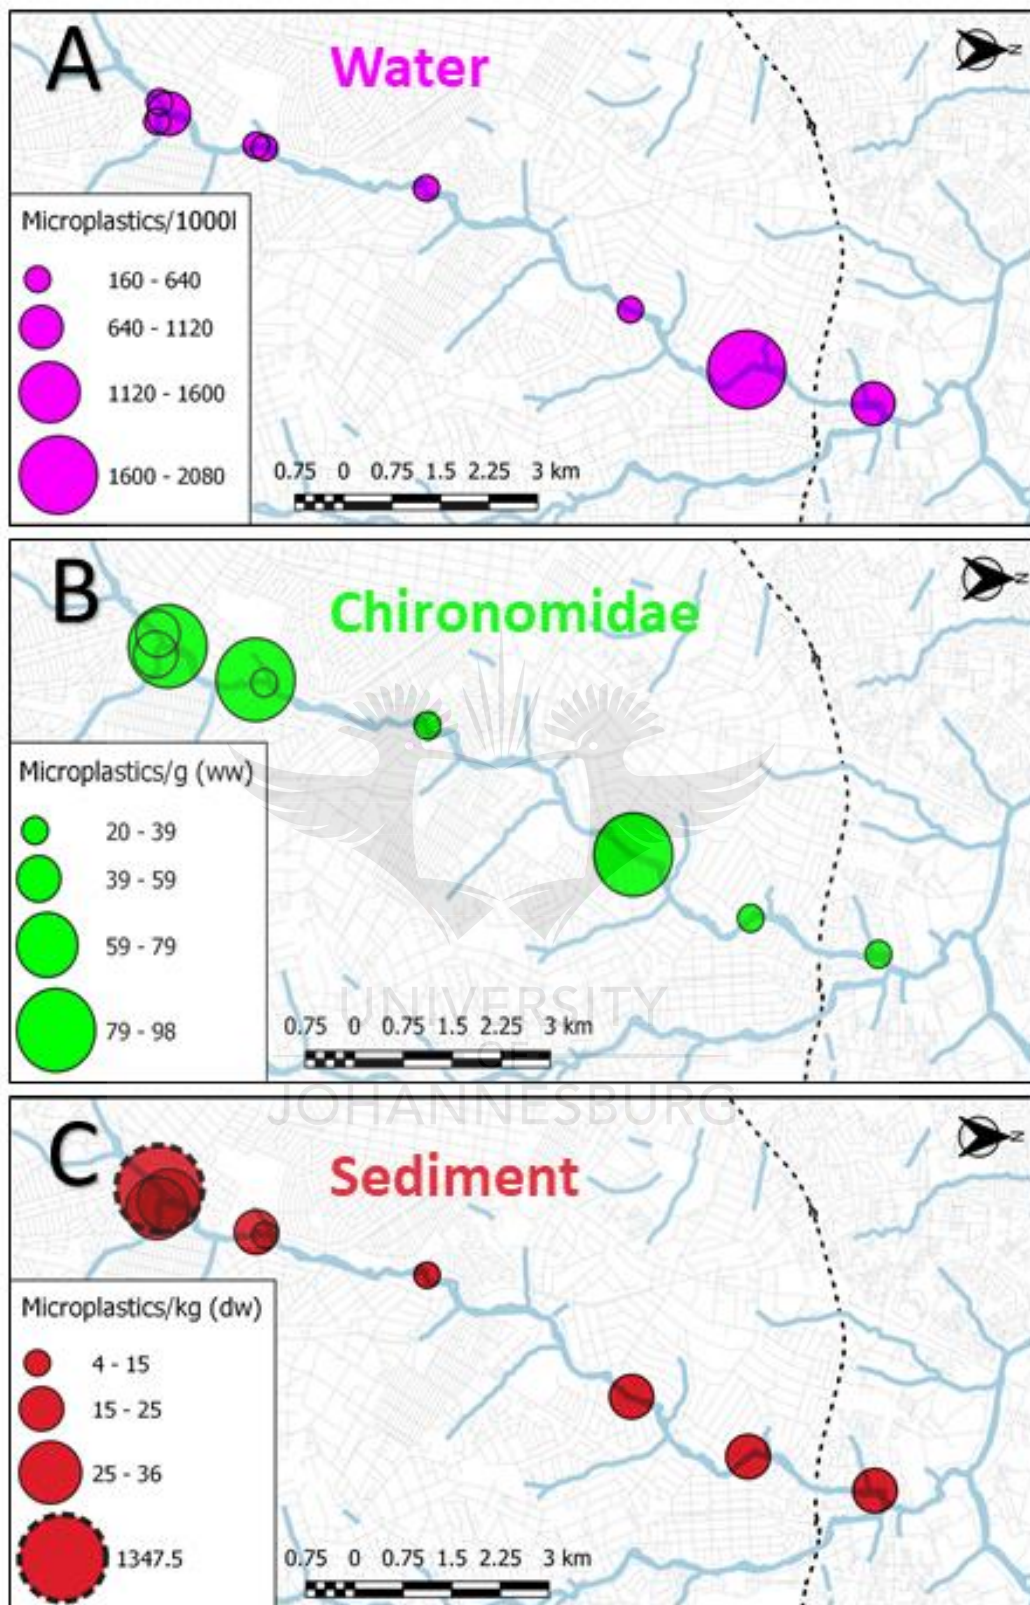 A
Water
N
Microplastics/1000l
160 - 640
640 - 1120
1120 - 1600
1600 - 2080
0.75 0 0.75 1.5 2.25 3 km
B
Chironomidae
N
Microplastics/g (ww)
20 - 39
39 - 59
59 - 79
79 - 98
UNIVERSITY
0.75 0 0.75 1.5 2.25 3 km
OF
JOHANNESBURG
C
Sediment
N
Microplastics/kg (dw)
4 - 15
15 - 25
25 - 36
1347.5
0.75 0 0.75 1.5 2.25 3 km